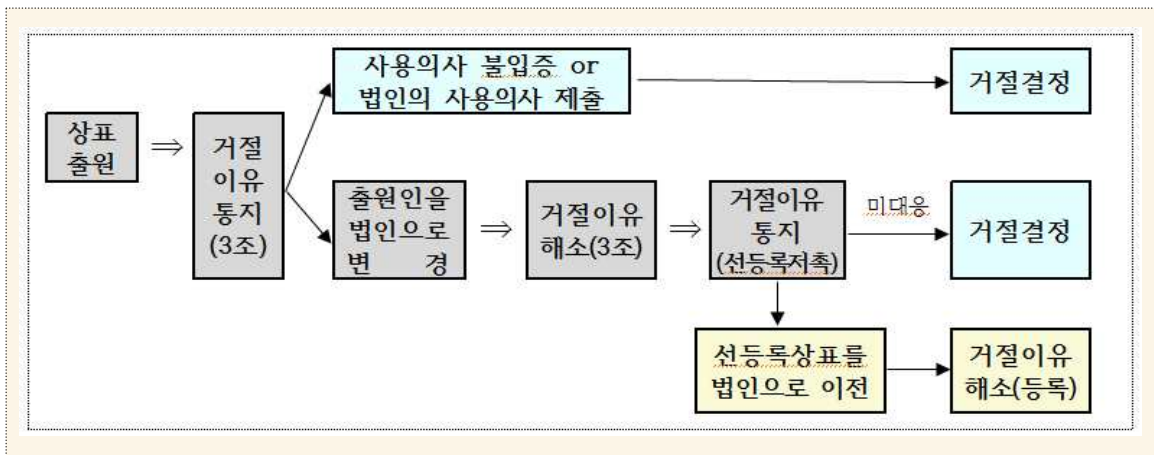 상표
출원
⇒
거절
이유
통지
(3조)
사용의사 불입증 or
법인의 사용의사 제출
거절결정
출원인을
법인으로
변 경
⇒
거절이유
해소(3조)
⇒
거절이유
통지
(선등록저촉)
미대응
거절결정
선등록상표를
법인으로 이전
거절이유
해소(등록)